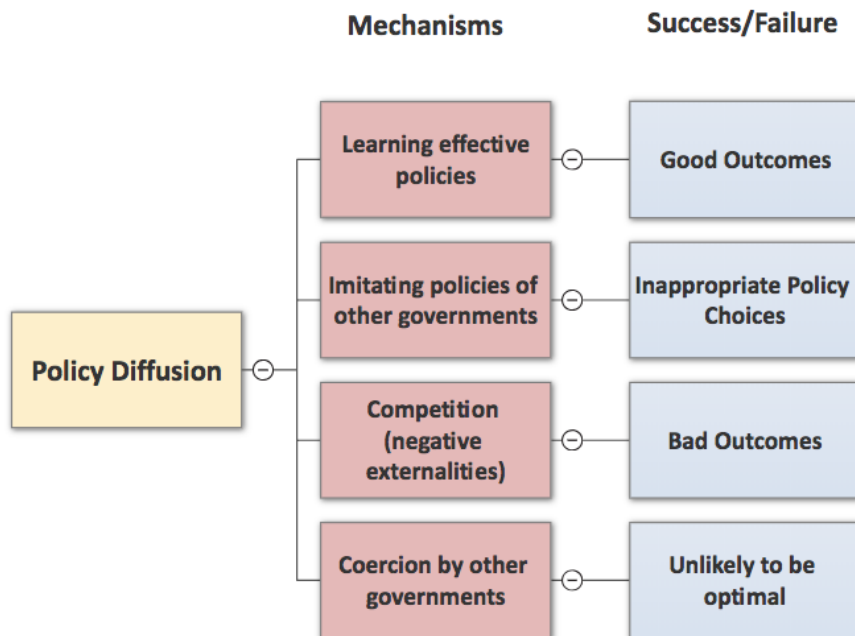 Mechanisms
Success/Failure
Learning effective
policies
Good Outcomes
Imitating policies of
other governments
Inappropriate Policy
Choices
Policy Diffusion
Competition
(negative
externalities)
Bad Outcomes
Coercion by other
governments
Unlikely to be
optimal